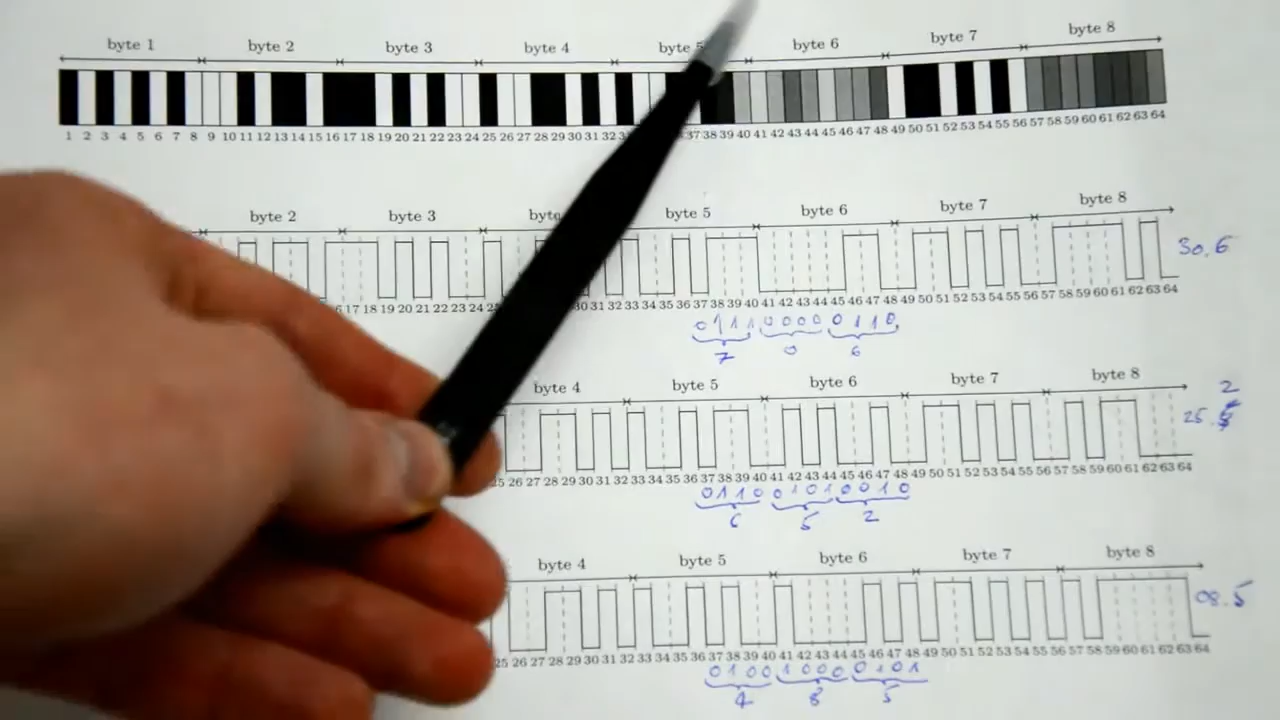 byte 1 byte 2 byte 3 byte 4 byte 5 byte 6 byte 7 byte 8
1 2 3 4 5 6 7 8 9 10 11 12 13 14 15 16 17 18 19 20 21 22 23 24 25 26 27 28 29 30 31 32 37 38 39 40 41 42 43 44 45 46 47 48 49 50 51 52 53 54 55 56 57 58 59 60 61 62 63 64
byte 2 byte 3 byte 5 byte 6 byte 7 byte 8
30.6
17 18 19 20 21 22 23 24 30 31 32 33 34 35 36 37 38 39 40 41 42 43 44 45 46 47 48 49 50 51 52 53 54 55 56 57 58 59 60 61 62 63 64
0111 0000 0110
7 0 6
byte 4 byte 5 byte 6 byte 7 byte 8
2
25.
25 26 27 28 29 30 31 32 33 34 35 36 37 38 39 40 41 42 43 44 45 46 47 48 49 50 51 52 53 54 55 56 57 58 59 60 61 62 63 64
0110 0101 0010
6 5 2
byte 4 byte 5 byte 6 byte 7 byte 8
08.5
25 26 27 28 29 30 31 32 33 34 35 36 37 38 39 40 41 42 43 44 45 46 47 48 49 50 51 52 53 54 55 56 57 58 59 60 61 62 63 64
0100 1000 0101
4 8 5